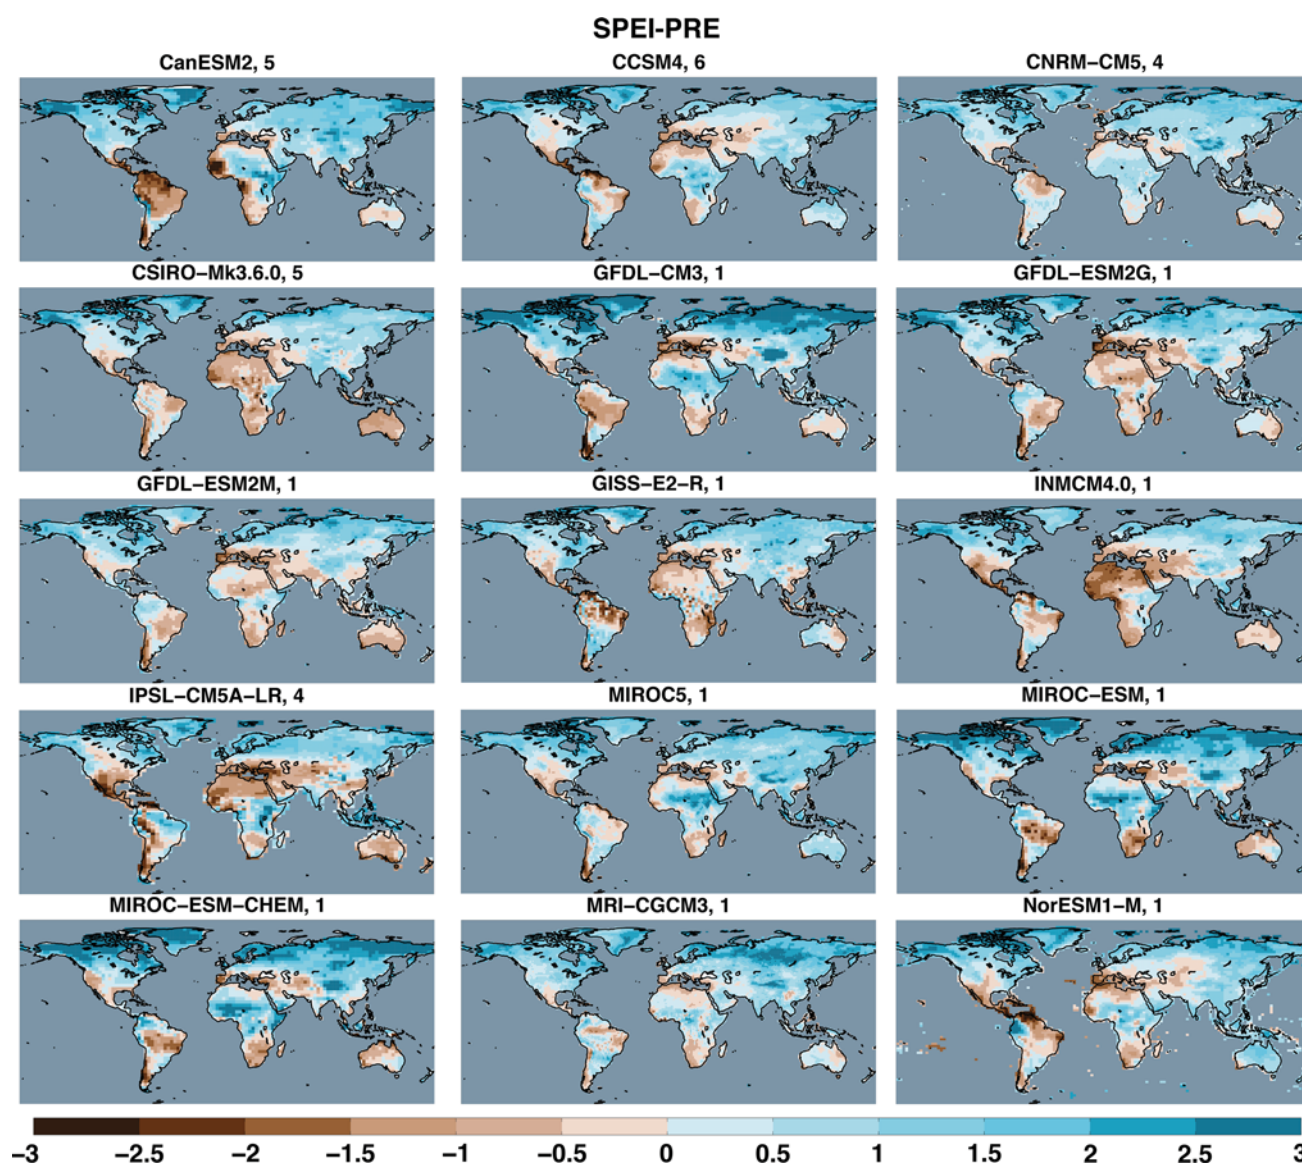 SPEI-PRE
CanESM2, 5
CCSM4, 6
CNRM−CM5, 4
CSIRO−Mk3.6.0, 5
GFDL−CM3, 1
GFDL−ESM2G, 1
GFDL−ESM2M, 1
GISS−E2−R, 1
INMCM4.0, 1
IPSL−CM5A−LR, 4
MIROC5, 1
MIROC−ESM, 1
MIROC−ESM−CHEM, 1
MRI−CGCM3, 1
NorESM1−M, 1
−3 −2.5 −2 −1.5 −1 −0.5 0 0.5 1 1.5 2 2.5 3